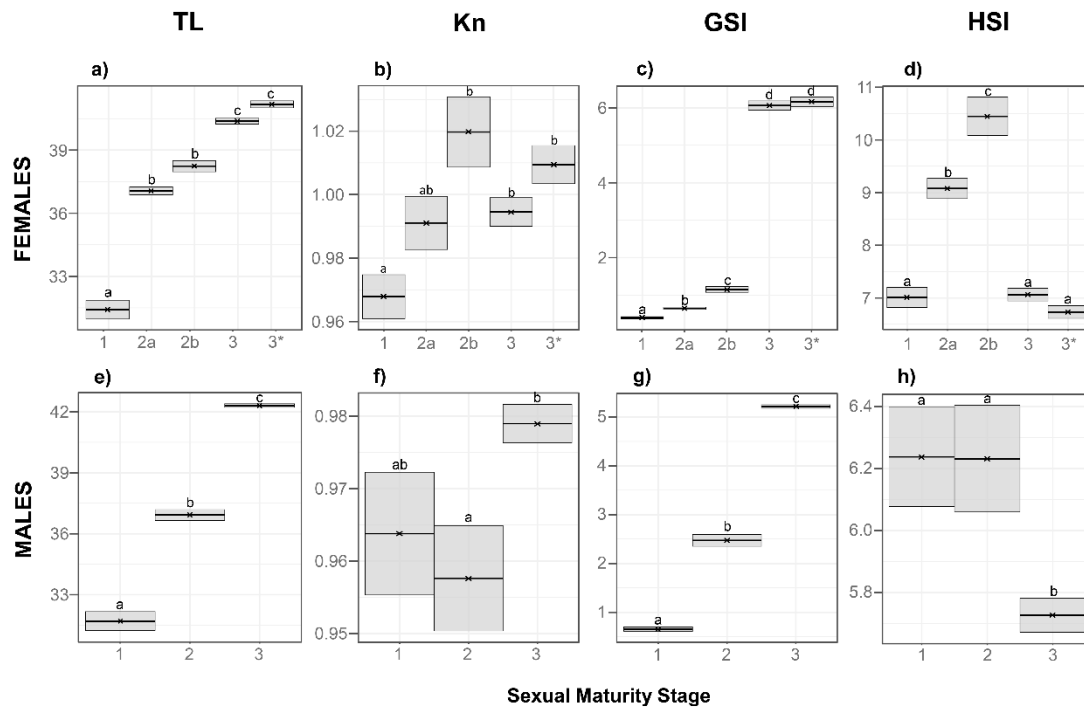 TL Kn GSI HSI
a) b) c) d)
FEMALES
39
36
33
a b b c c
1 2a 2b 3 3*
1.02
1.00
0.98
0.96
a ab b b b
1 2a 2b 3 3*
6
4
2
a b c d d
1 2a 2b 3 3*
11
10
9
8
7
a b c a a
1 2a 2b 3 3*
e) f) g) h)
MALES
42
39
36
33
a b c
1 2 3
0.98
0.97
0.96
0.95
ab a b
1 2 3
5
4
3
2
1
a b c
1 2 3
6.4
6.2
6.0
5.8
a a b
1 2 3
Sexual Maturity Stage